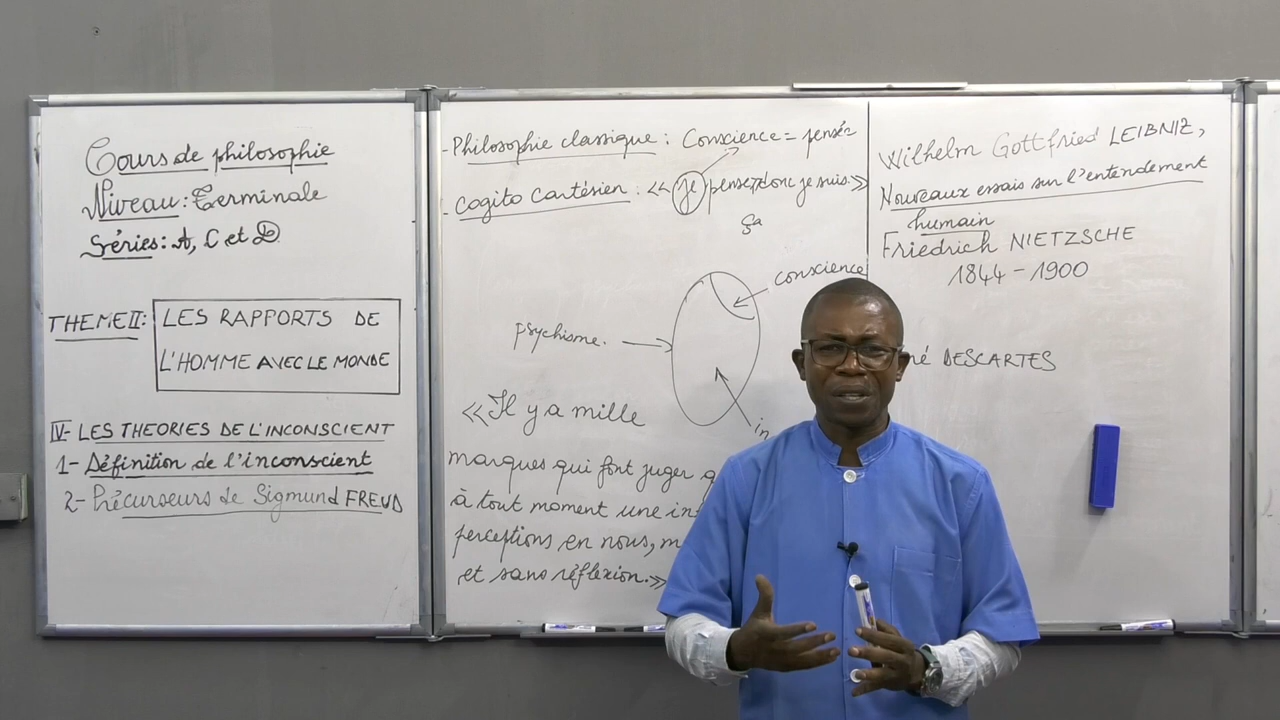 Cours de philosophie
Niveau: Terminale
Séries: A, C et D
THEME II: LES RAPPORTS DE
L'HOMME AVEC LE MONDE
IV- LES THEORIES DE L'INCONSCIENT
1- Définition de l'inconscient
2- Précurseurs de Sigmund FREUD
- Philosophie classique : Conscience = pensée
- Cogito Cartésien : << je pense donc je suis.>>
ça
conscience
psychisme.
in
<< Il y a mille
marques qui font juger q
à tout moment une inf
perceptions en nous, m
et sans réflexion.>>
Wilhelm Gottfried LEIBNIZ,
Nouveaux essais sur l'entendement
humain
Friedrich NIETZSCHE
1844 - 1900
né DESCARTES